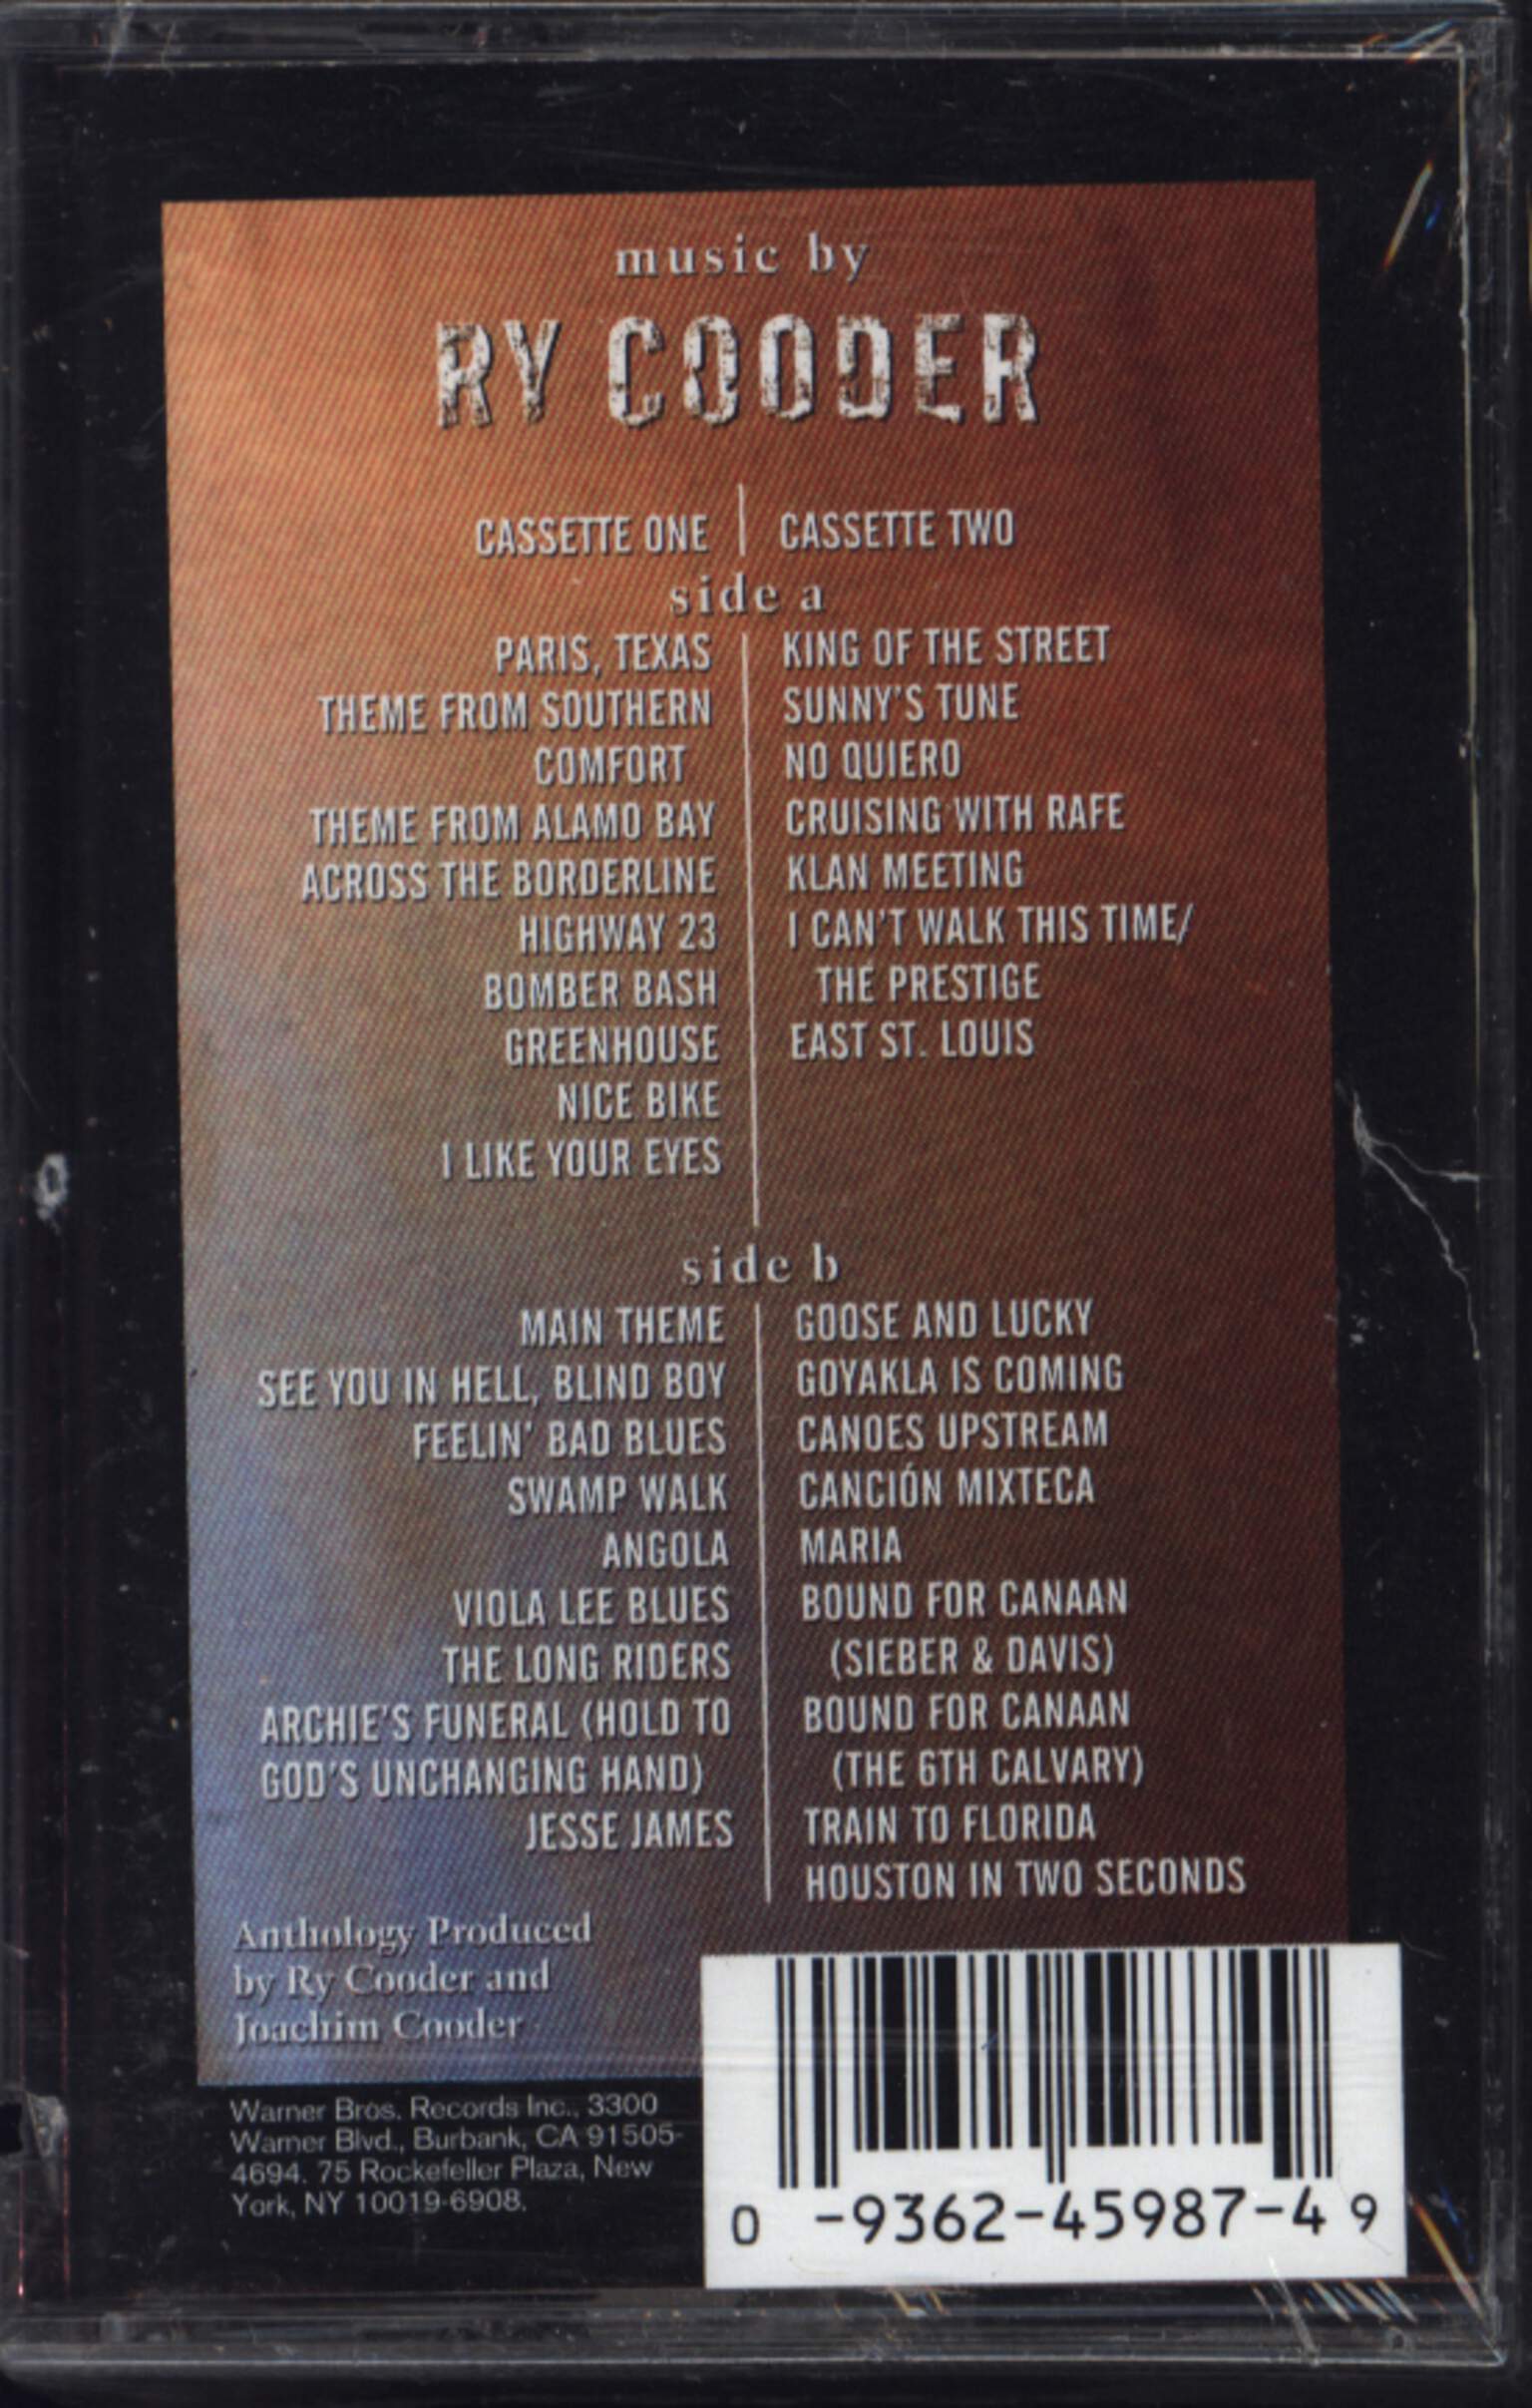 music by
RY COODER
CASSETTE ONE
CASSETTE TWO
side a
PARIS, TEXAS
THEME FROM SOUTHERN
COMFORT
THEME FROM ALAMO BAY
ACROSS THE BORDERLINE
HIGHWAY 23
BOMBER BASH
GREENHOUSE
NICE BIKE
I LIKE YOUR EYES
KING OF THE STREET
SUNNY'S TUNE
NO QUIERO
CRUISING WITH RAFE
KLAN MEETING
I CAN'T WALK THIS TIME/
THE PRESTIGE
EAST ST. LOUIS
side b
MAIN THEME
SEE YOU IN HELL, BLIND BOY
FEELIN' BAD BLUES
SWAMP WALK
ANGOLA
VIOLA LEE BLUES
THE LONG RIDERS
ARCHIE'S FUNERAL (HOLD TO
GOD'S UNCHANGING HAND)
JESSE JAMES
GOOSE AND LUCKY
GOYAKLA IS COMING
CANOES UPSTREAM
CANCIÓN MIXTECA
MARIA
BOUND FOR CANAAN
(SIEBER & DAVIS)
BOUND FOR CANAAN
(THE 6TH CALVARY)
TRAIN TO FLORIDA
HOUSTON IN TWO SECONDS
Anthology Produced
by Ry Cooder and
Joachim Cooder
Warner Bros. Records Inc., 3300
Warner Blvd., Burbank, CA 91505-
4694. 75 Rockefeller Plaza, New
York, NY 10019-6908.
0 -9362-45987-4 9